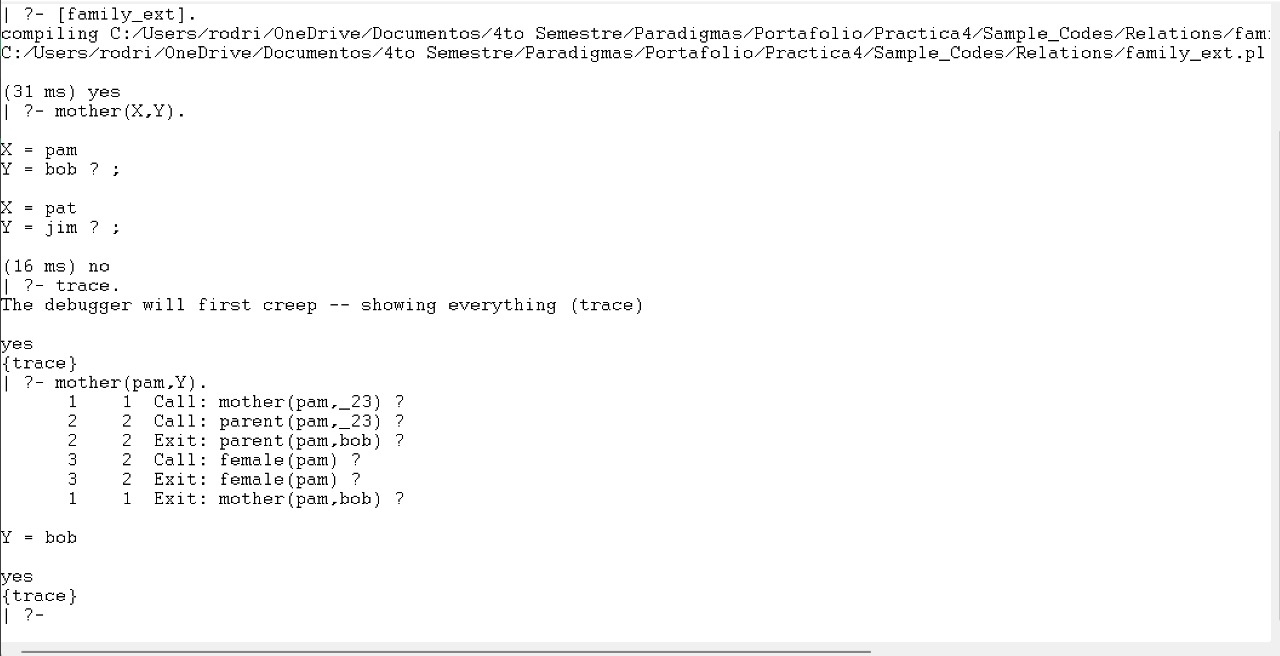 | ?- [family_ext].
compiling C:/Users/rodri/OneDrive/Documentos/4to Semestre/Paradigmas/Portafolio/Practica4/Sample_Codes/Relations/fam
C:/Users/rodri/OneDrive/Documentos/4to Semestre/Paradigmas/Portafolio/Practica4/Sample_Codes/Relations/family_ext.pl
(31 ms) yes
| ?- mother(X,Y).
X = pam
Y = bob ? ;
X = pat
Y = jim ? ;
(16 ms) no
| ?- trace.
The debugger will first creep -- showing everything (trace)
yes
{trace}
| ?- mother(pam,Y).
1    1  Call: mother(pam,_23) ?
2    2  Call: parent(pam,_23) ?
2    2  Exit: parent(pam,bob) ?
3    2  Call: female(pam) ?
3    2  Exit: female(pam) ?
1    1  Exit: mother(pam,bob) ?
Y = bob
yes
{trace}
| ?-